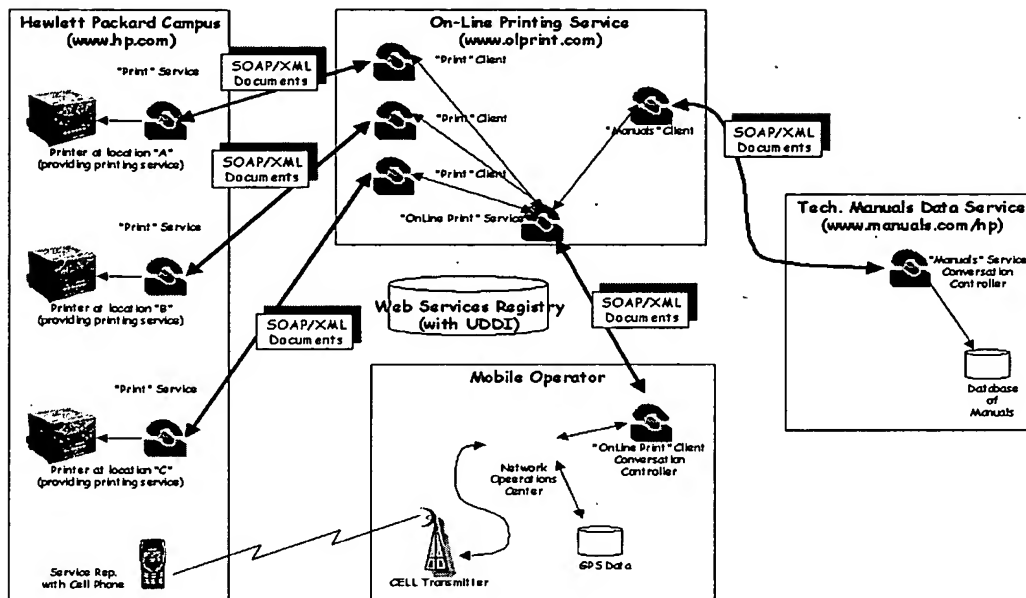 Hewlett Packard Campus
(www.hp.com)
"Print" Service
SOAP/XML
Documents
Printer at location "A"
(providing printing service)
SOAP/XML
Documents
"Print" Service
Printer at location "B"
(providing printing service)
SOAP/XML
Documents
"Print" Service
Printer at location "C"
(providing printing service)
Service Rep.
with Cell Phone
On-Line Printing Service
(www.olprint.com)
"Print" Client
"Print" Client
"Print" Client
"Manuals" Client
"OnLine Print" Service
SOAP/XML
Documents
Web Services Registry
(with UDDI)
SOAP/XML
Documents
Tech. Manuals Data Service
(www.manuals.com/hp)
"Manuals" Service
Conversation
Controller
Database
of
Manuals
Mobile Operator
"OnLine Print" Client
Conversation
Controller
Network
Operations
Center
CELL Transmitter
GPS Data